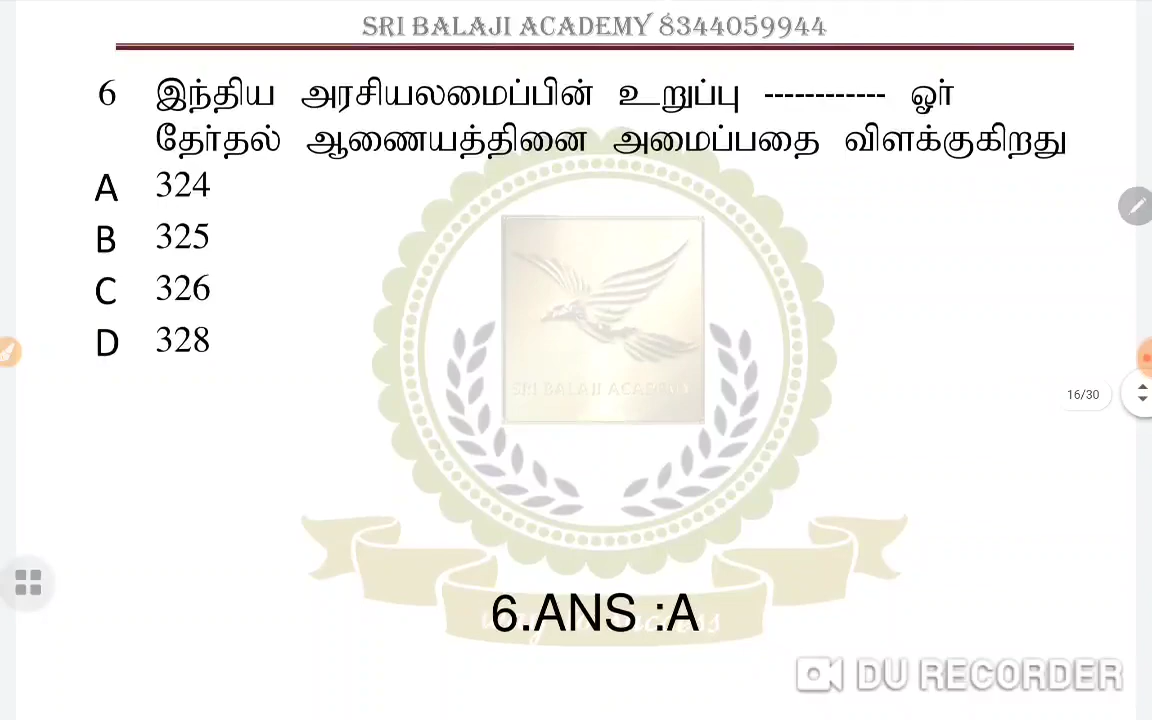 SRI BALAJI ACADEMY 8344059944
6 இந்திய அரசியலமைப்பின் உறுப்பு ------------ ஓர்
தேர்தல் ஆணையத்தினை அமைப்பதை விளக்குகிறது
A 324
B 325
C 326
D 328
SRI BALAJI ACADEMY
16/30
6.ANS :A
DU RECORDER